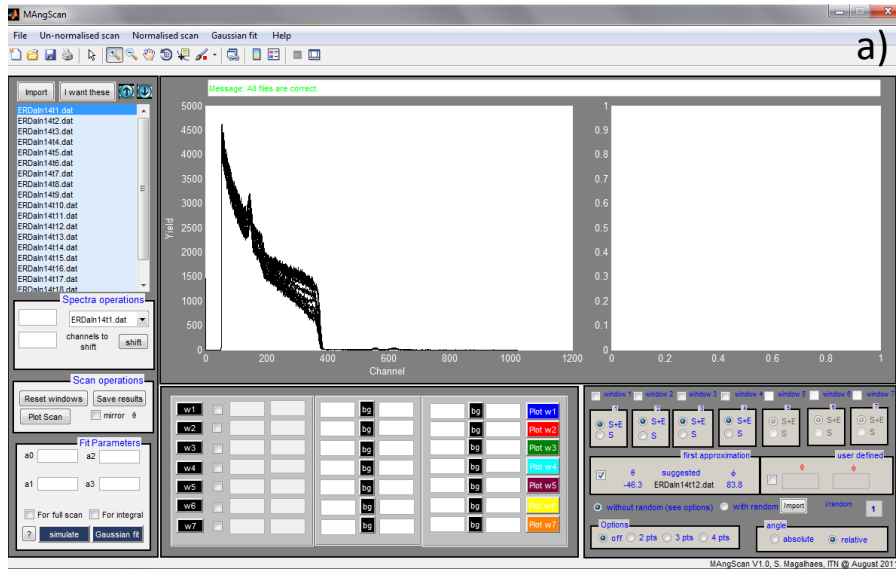 MAngScan
File Un-normalised scan Normalised scan Gaussian fit Help
a)
Import I want these
Message: All files are correct
ERDaIn14t1.dat
ERDaIn14t2.dat
ERDaIn14t3.dat
ERDaIn14t4.dat
ERDaIn14t5.dat
ERDaIn14t6.dat
ERDaIn14t7.dat
ERDaIn14t8.dat
ERDaIn14t9.dat
ERDaIn14t10.dat
ERDaIn14t11.dat
ERDaIn14t12.dat
ERDaIn14t13.dat
ERDaIn14t14.dat
ERDaIn14t15.dat
ERDaIn14t16.dat
ERDaIn14t17.dat
ERDaIn14t18.dat
Spectra operations
ERDaIn14t1.dat
channels to
shift
shift
Scan operations
Reset windows Save results
Plot Scan mirror θ
Fit Parameters
a0 a2
a1 a3
For full scan For integral
? simulate Gaussian fit
5000
4500
4000
3500
3000
2500
2000
1500
1000
500
0
Yield
0 200 400 600 800 1000 1200
Channel
1
0.9
0.8
0.7
0.6
0.5
0.4
0.3
0.2
0.1
0
0 0.2 0.4 0.6 0.8 1
w1 bg bg Plot w1
w2 bg bg Plot w2
w3 bg bg Plot w3
w4 bg bg Plot w4
w5 bg bg Plot w5
w6 bg bg Plot w6
w7 bg bg Plot w7
window 1 window 2 window 3 window 4 window 5 window 6 window 7
1 2 3 4 5 6 7
S+E S+E S+E S+E S+E S+E S+E
S S S S S S S
first approximation user defined
θ suggested ϕ θ ϕ
-46.3 ERDaIn14t12.dat 83.8
without random (see options) with random Import i/random 1
Options angle
off 2 pts 3 pts 4 pts absolute relative
MAngScan V1.0, S. Magalhaes, ITN @ August 201